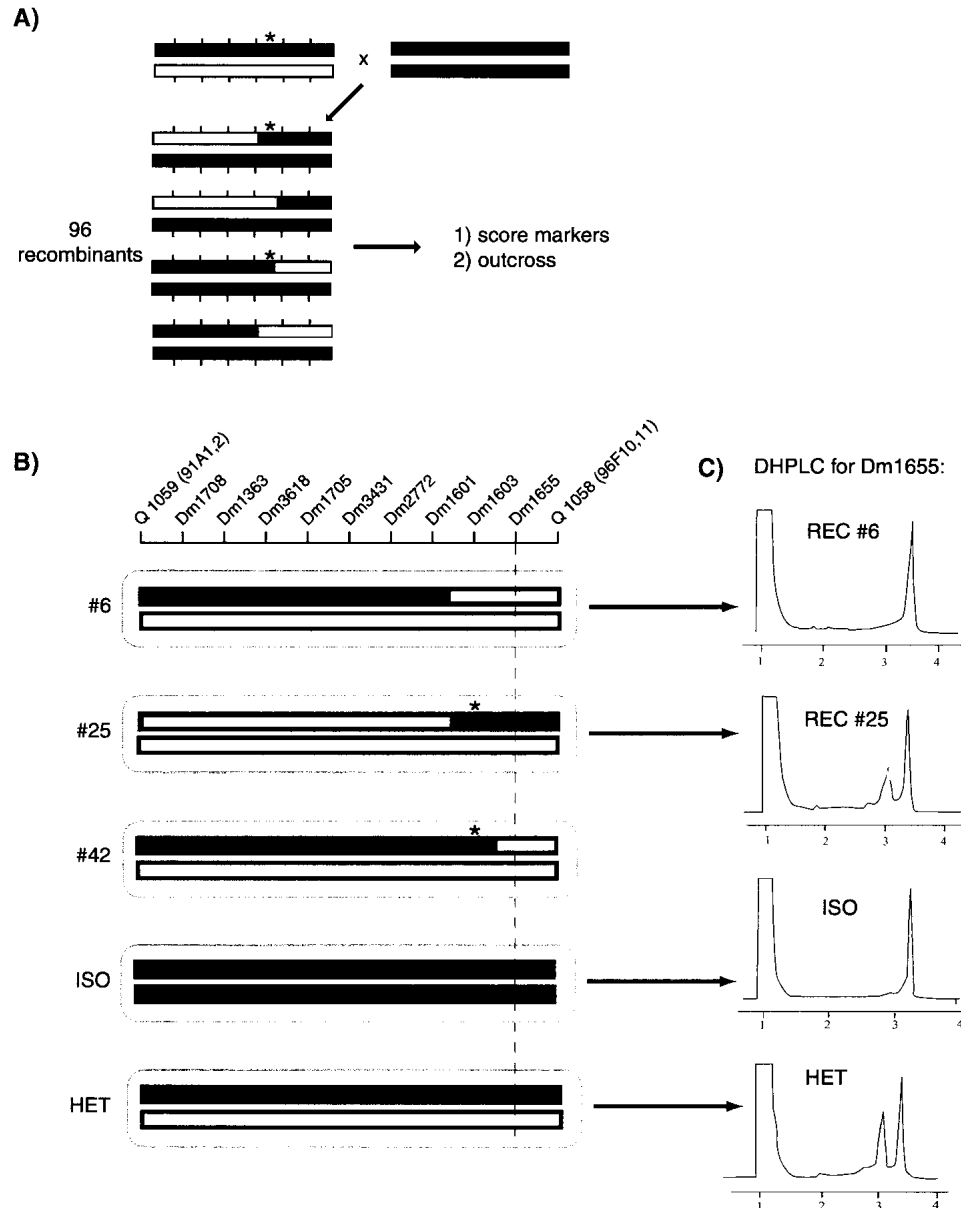 A)
*
x
*
96
recombinants
*
1) score markers
2) outcross
B)
Q 1059 (91A1,2)
Dm1708
Dm1363
Dm3618
Dm1705
Dm3431
Dm2772
Dm1601
Dm1603
Dm1655
Q 1058 (96F10,11)
C) DHPLC for Dm1655:
#6
REC #6
1 2 3 4
#25
*
REC #25
1 2 3 4
#42
*
ISO
ISO
1 2 3 4
HET
HET
1 2 3 4